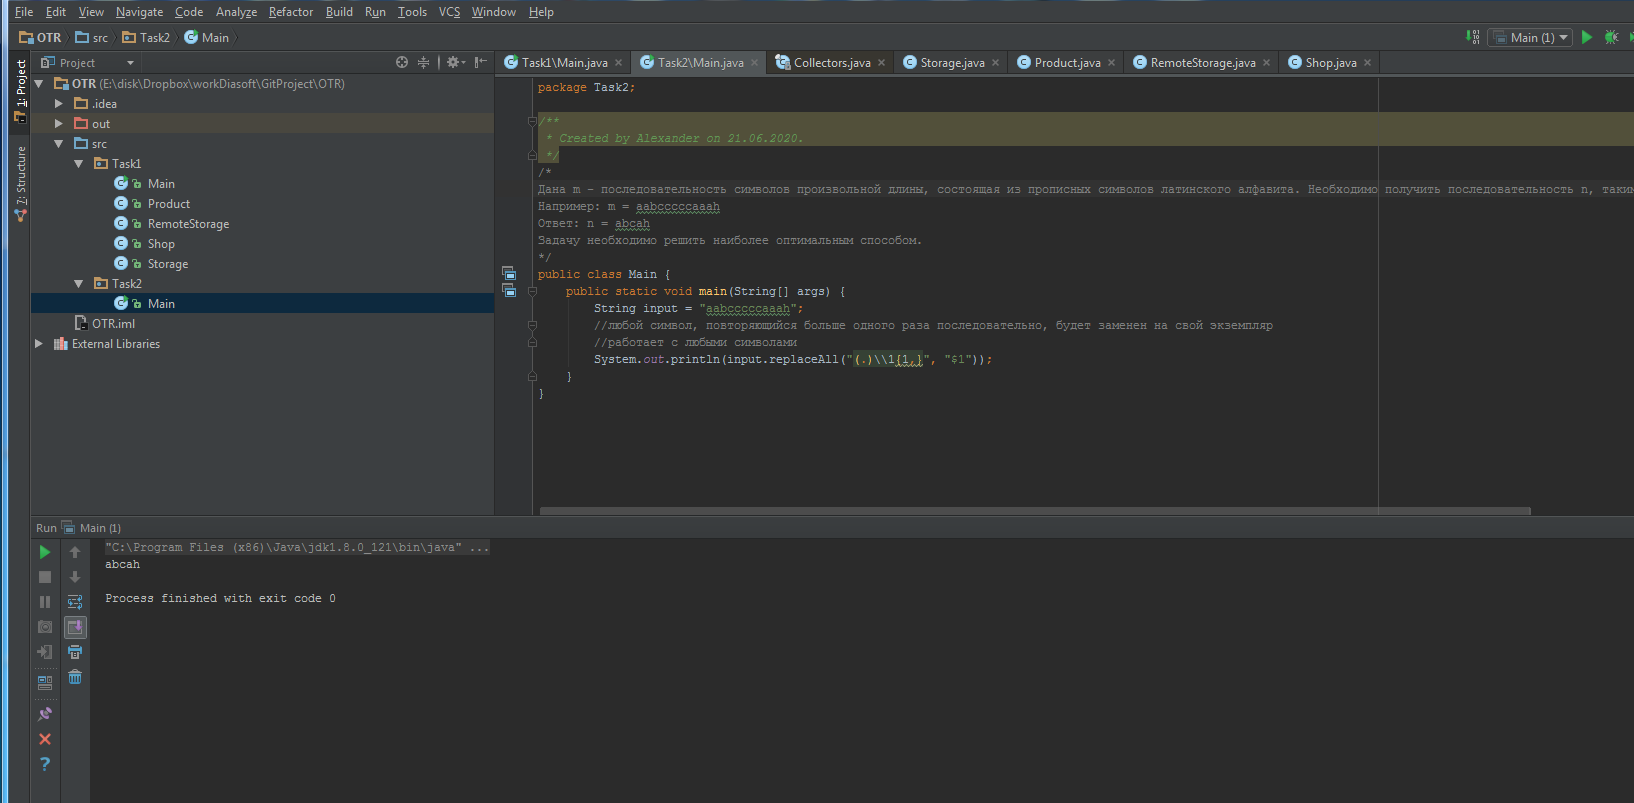 File Edit View Navigate Code Analyze Refactor Build Run Tools VCS Window Help
OTR src Task2 Main
Main (1)
1: Project
7: Structure
Project
OTR (E:\disk\Dropbox\workDiasoft\GitProject\OTR)
.idea
out
src
Task1
Main
Product
RemoteStorage
Shop
Storage
Task2
Main
OTR.iml
External Libraries
Task1\Main.java Task2\Main.java Collectors.java Storage.java Product.java RemoteStorage.java Shop.java
package Task2;
/**
* Created by Alexander on 21.06.2020.
*/
/*
Дана m - последовательность символов произвольной длины, состоящая из прописных символов латинского алфавита. Необходимо получить последовательность n, таким
Например: m = aabcccccaaah
Ответ: n = abcah
Задачу необходимо решить наиболее оптимальным способом.
*/
public class Main {
public static void main(String[] args) {
String input = "aabcccccaaah";
//любой символ, повторяющийся больше одного раза последовательно, будет заменен на свой экземпляр
//работает с любыми символами
System.out.println(input.replaceAll("(.)\\1{1,}", "$1"));
}
}
Run Main (1)
"C:\Program Files (x86)\Java\jdk1.8.0_121\bin\java" ...
abcah
Process finished with exit code 0